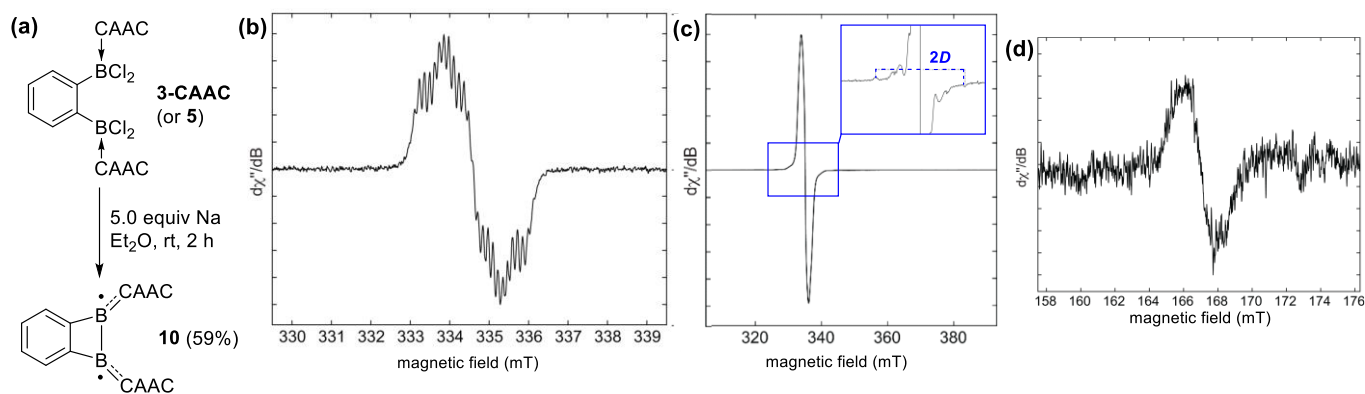 (a)
CAAC
BCl2
BCl2
CAAC
3-CAAC
(or 5)
5.0 equiv Na
Et2O, rt, 2 h
CAAC
B
B
CAAC
10 (59%)
(b)
dχ"/dB
330 331 332 333 334 335 336 337 338 339
magnetic field (mT)
(c)
2D
dχ"/dB
320 340 360 380
magnetic field (mT)
(d)
dχ"/dB
158 160 162 164 166 168 170 172 174 176
magnetic field (mT)